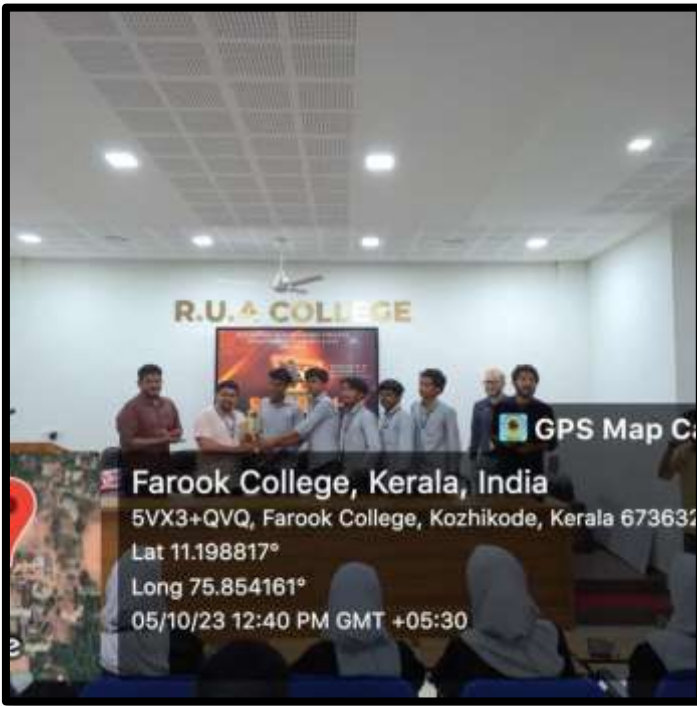 R.U.A COLLEGE
GPS Map Ca
Farook College, Kerala, India
5VX3+QVQ, Farook College, Kozhikode, Kerala 673632
Lat 11.198817°
Long 75.854161°
05/10/23 12:40 PM GMT +05:30
e